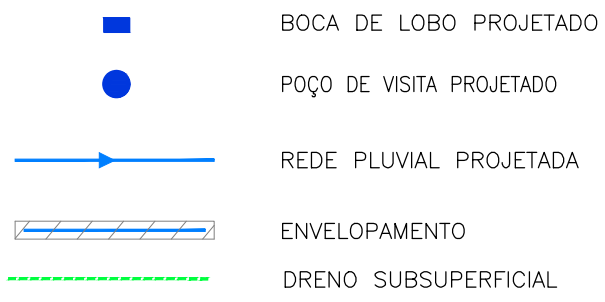 BOCA DE LOBO PROJETADO
POÇO DE VISITA PROJETADO
REDE PLUVIAL PROJETADA
ENVELOPAMENTO
DRENO SUBSUPERFICIAL